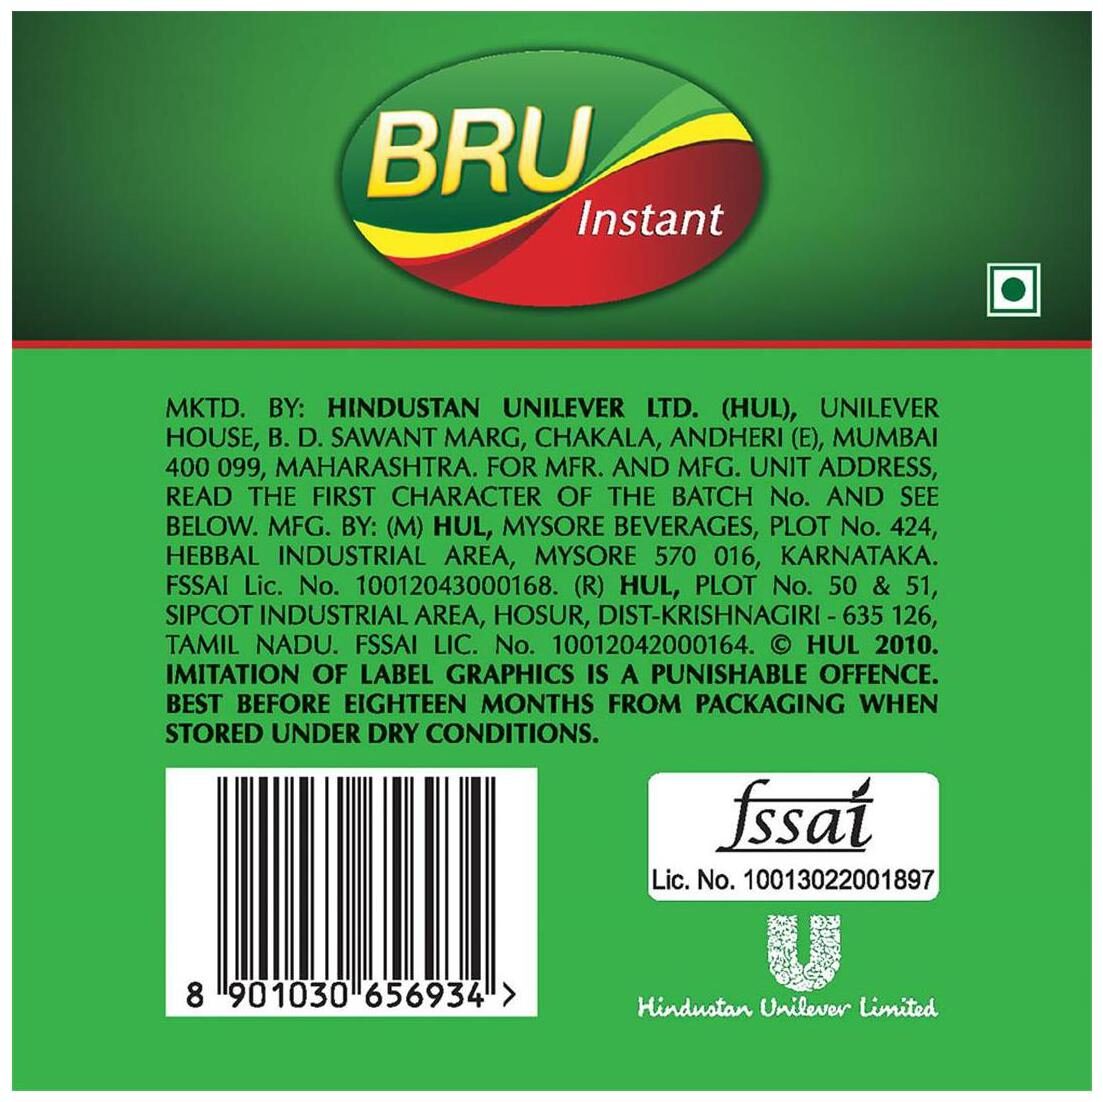 BRU
Instant
MKTD. BY: HINDUSTAN UNILEVER LTD. (HUL), UNILEVER
HOUSE, B. D. SAWANT MARG, CHAKALA, ANDHERI (E), MUMBAI
400 099, MAHARASHTRA. FOR MFR. AND MFG. UNIT ADDRESS,
READ THE FIRST CHARACTER OF THE BATCH No. AND SEE
BELOW. MFG. BY: (M) HUL, MYSORE BEVERAGES, PLOT No. 424,
HEBBAL INDUSTRIAL AREA, MYSORE 570 016, KARNATAKA.
FSSAI Lic. No. 10012043000168. (R) HUL, PLOT No. 50 & 51,
SIPCOT INDUSTRIAL AREA, HOSUR, DIST-KRISHNAGIRI - 635 126,
TAMIL NADU. FSSAI LIC. No. 10012042000164. © HUL 2010.
IMITATION OF LABEL GRAPHICS IS A PUNISHABLE OFFENCE.
BEST BEFORE EIGHTEEN MONTHS FROM PACKAGING WHEN
STORED UNDER DRY CONDITIONS.
8 901030 656934 >
fssai
Lic. No. 10013022001897
U
Hindustan Unilever Limited